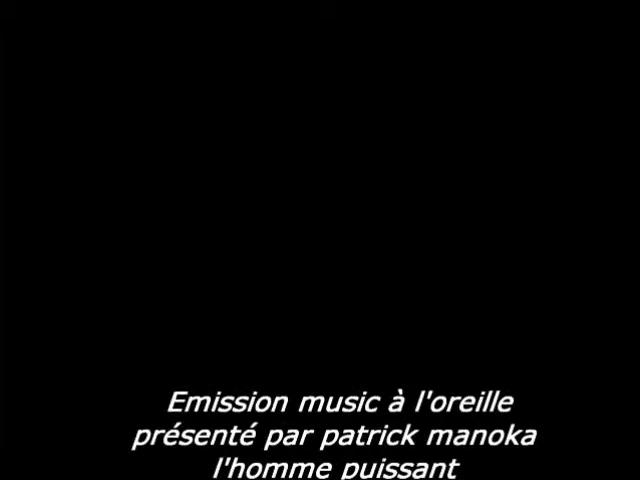 Emission music à l'oreille
présenté par patrick manoka
l'homme puissant